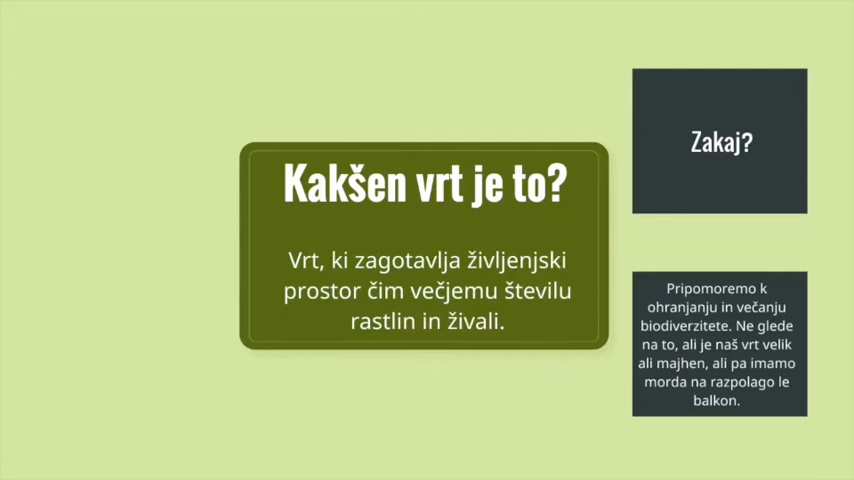 Kakšen vrt je to?
Vrt, ki zagotavlja življenjski
prostor čim večjemu številu
rastlin in živali.
Zakaj?
Pripomoremo k
ohranjanju in večanju
biodiverzitete. Ne glede
na to, ali je naš vrt velik
ali majhen, ali pa imamo
morda na razpolago le
balkon.